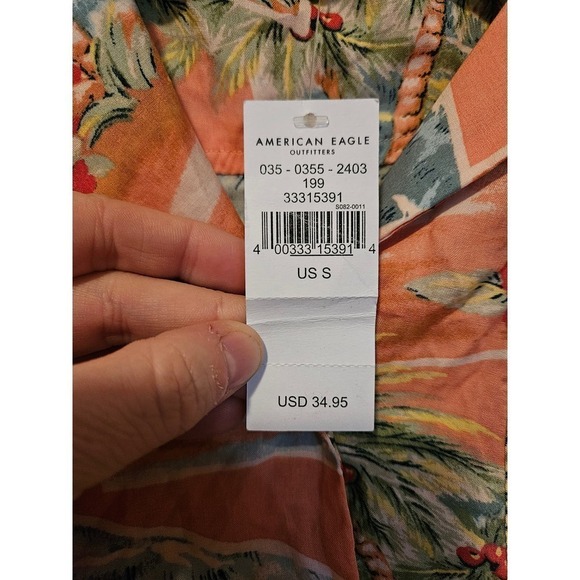 AMERICAN EAGLE
OUTFITTERS
035 - 0355 - 2403
199
33315391
S082-0011
4 00333 15391 4
US S
USD 34.95